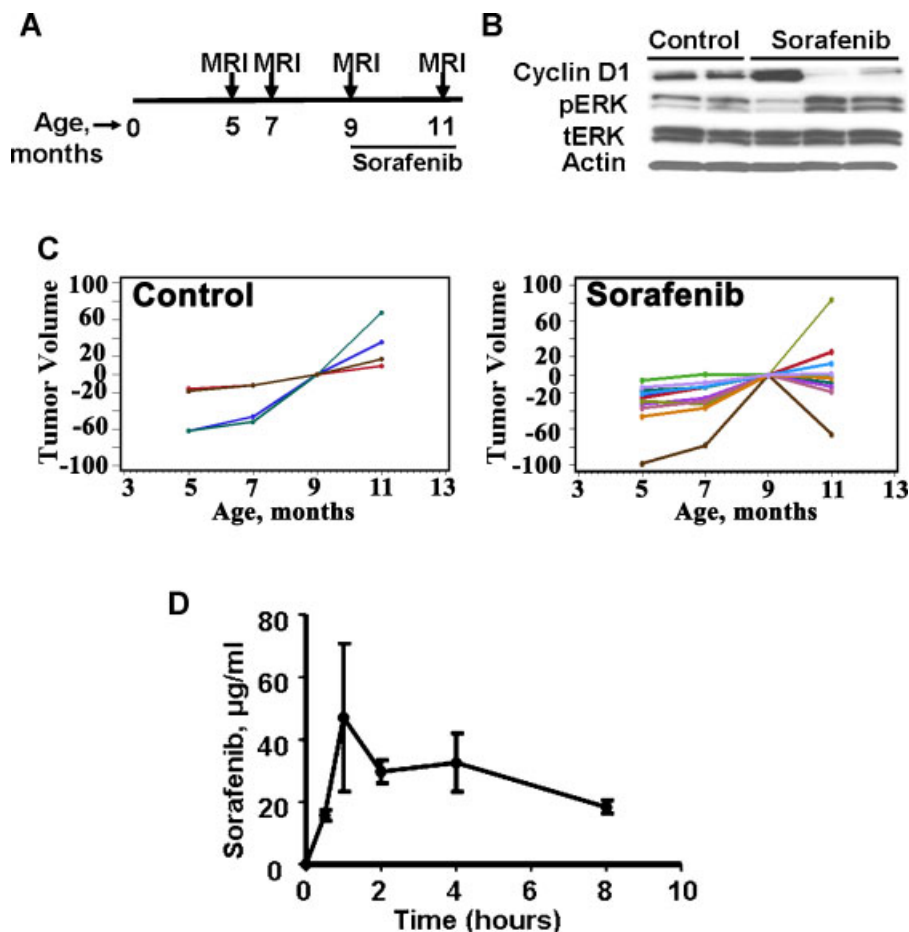 A
MRI MRI MRI MRI
Age, months
0 5 7 9 11
Sorafenib
B
Control Sorafenib
Cyclin D1
pERK
tERK
Actin
C
Control
Tumor Volume
100
60
20
0
-20
-60
-100
3 5 7 9 11 13
Age, months
Sorafenib
Tumor Volume
100
60
20
0
-20
-60
-100
3 5 7 9 11 13
Age, months
D
Sorafenib, µg/ml
80
60
40
20
0
0 2 4 6 8 10
Time (hours)